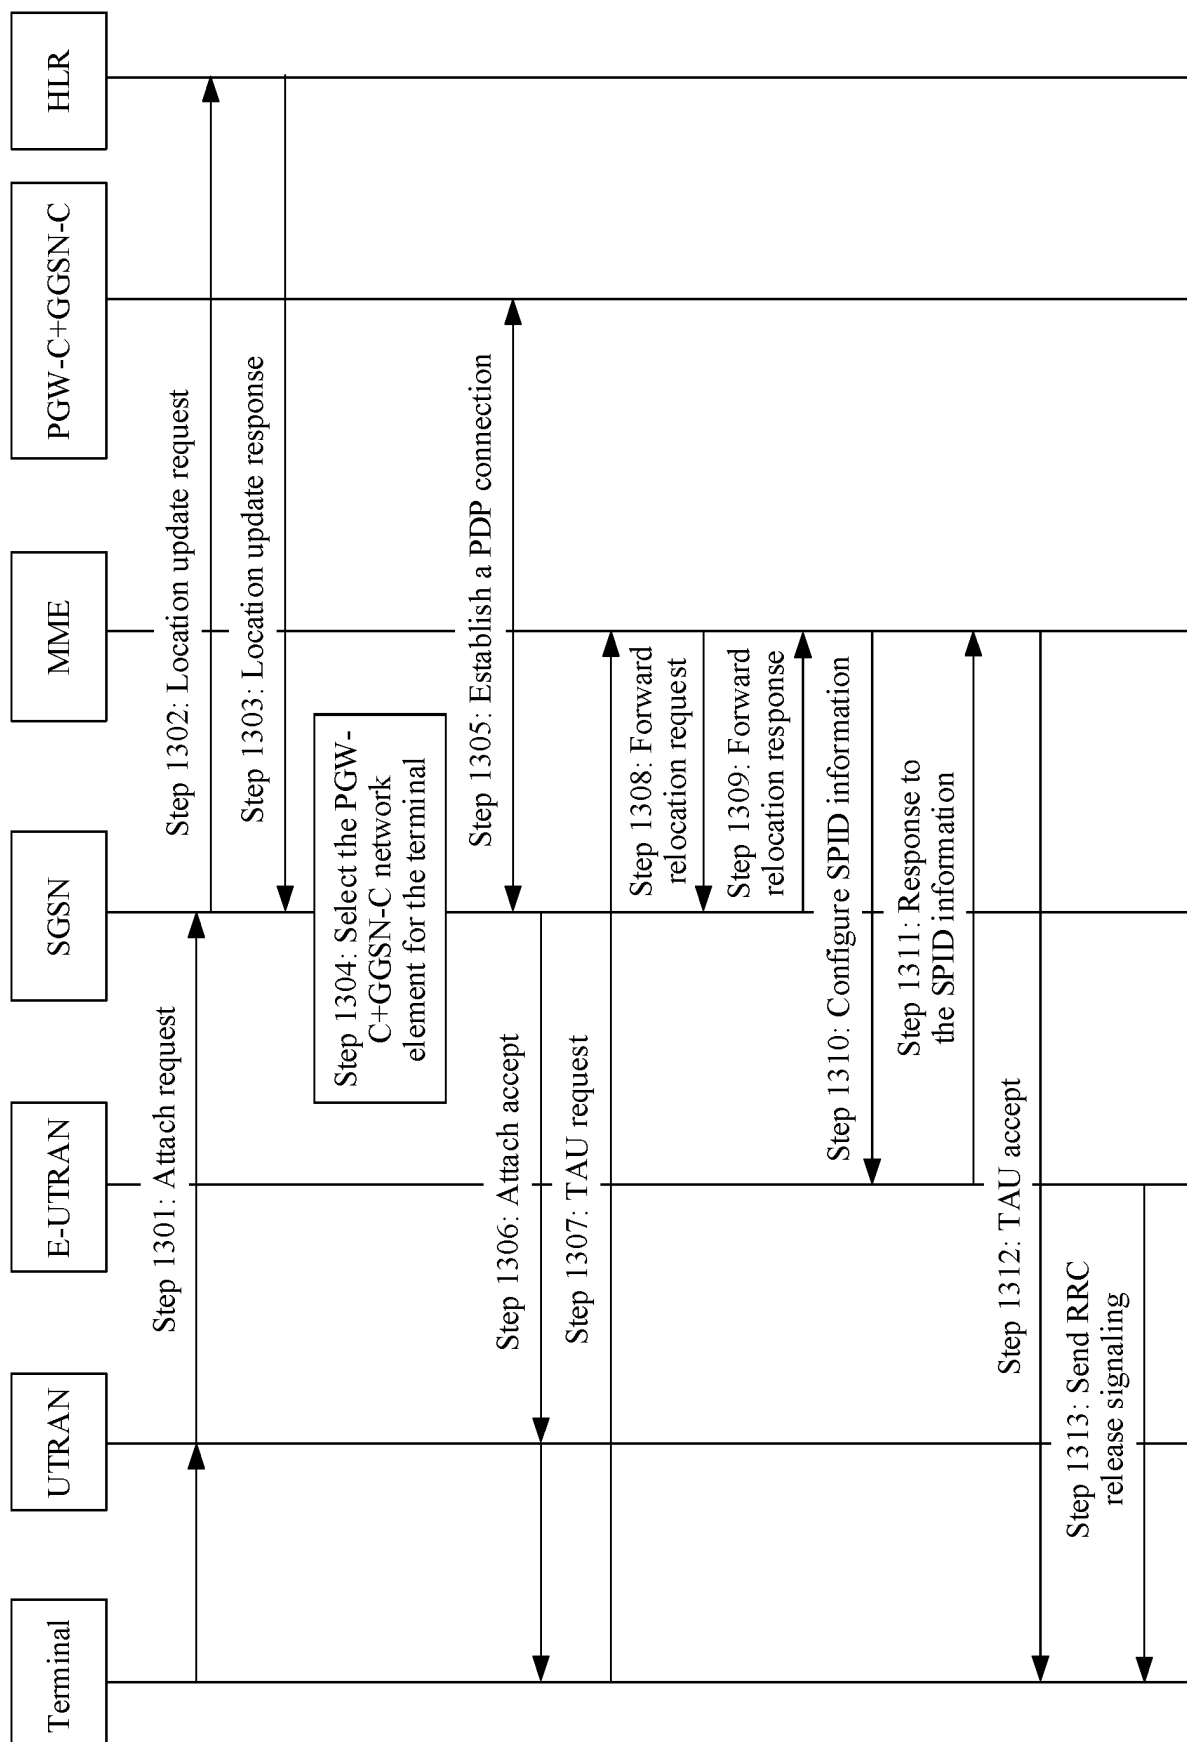 Terminal
UTRAN
E-UTRAN
SGSN
MME
PGW-C+GGSN-C
HLR
Step 1301: Attach request
Step 1302: Location update request
Step 1303: Location update response
Step 1304: Select the PGW-
C+GGSN-C network
element for the terminal
Step 1305: Establish a PDP connection
Step 1306: Attach accept
Step 1307: TAU request
Step 1308: Forward
relocation request
Step 1309: Forward
relocation response
Step 1310: Configure SPID information
Step 1311: Response to
the SPID information
Step 1312: TAU accept
Step 1313: Send RRC
release signaling